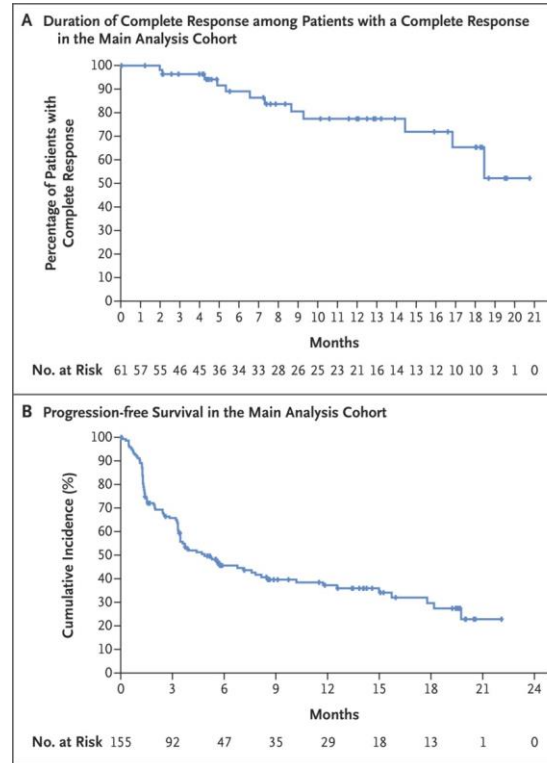 A Duration of Complete Response among Patients with a Complete Response
in the Main Analysis Cohort
100
90
80
70
60
50
40
30
20
10
0
Percentage of Patients with
Complete Response
0 1 2 3 4 5 6 7 8 9 10 11 12 13 14 15 16 17 18 19 20 21
Months
No. at Risk 61 57 55 46 45 36 34 33 28 26 25 23 21 16 14 13 12 10 10 3 1 0
B Progression-free Survival in the Main Analysis Cohort
100
90
80
70
60
50
40
30
20
10
0
Cumulative Incidence (%)
0 3 6 9 12 15 18 21 24
Months
No. at Risk 155 92 47 35 29 18 13 1 0